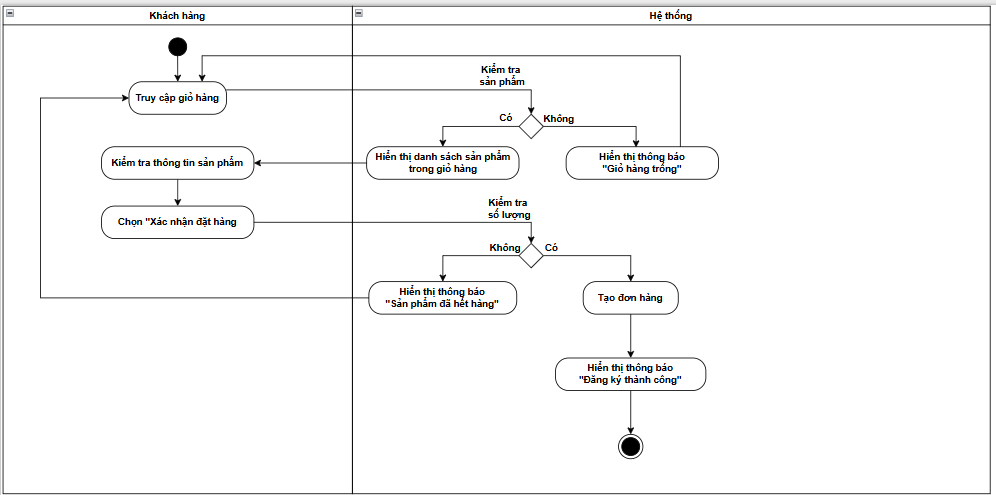 Khách hàng
Hệ thống
Kiểm tra
sản phẩm
Truy cập giỏ hàng
Có
Không
Kiểm tra thông tin sản phẩm
Hiển thị danh sách sản phẩm
trong giỏ hàng
Hiển thị thông báo
"Giỏ hàng trống"
Kiểm tra
số lượng
Chọn "Xác nhận đặt hàng
Không
Có
Hiển thị thông báo
"Sản phẩm đã hết hàng"
Tạo đơn hàng
Hiển thị thông báo
"Đăng ký thành công"